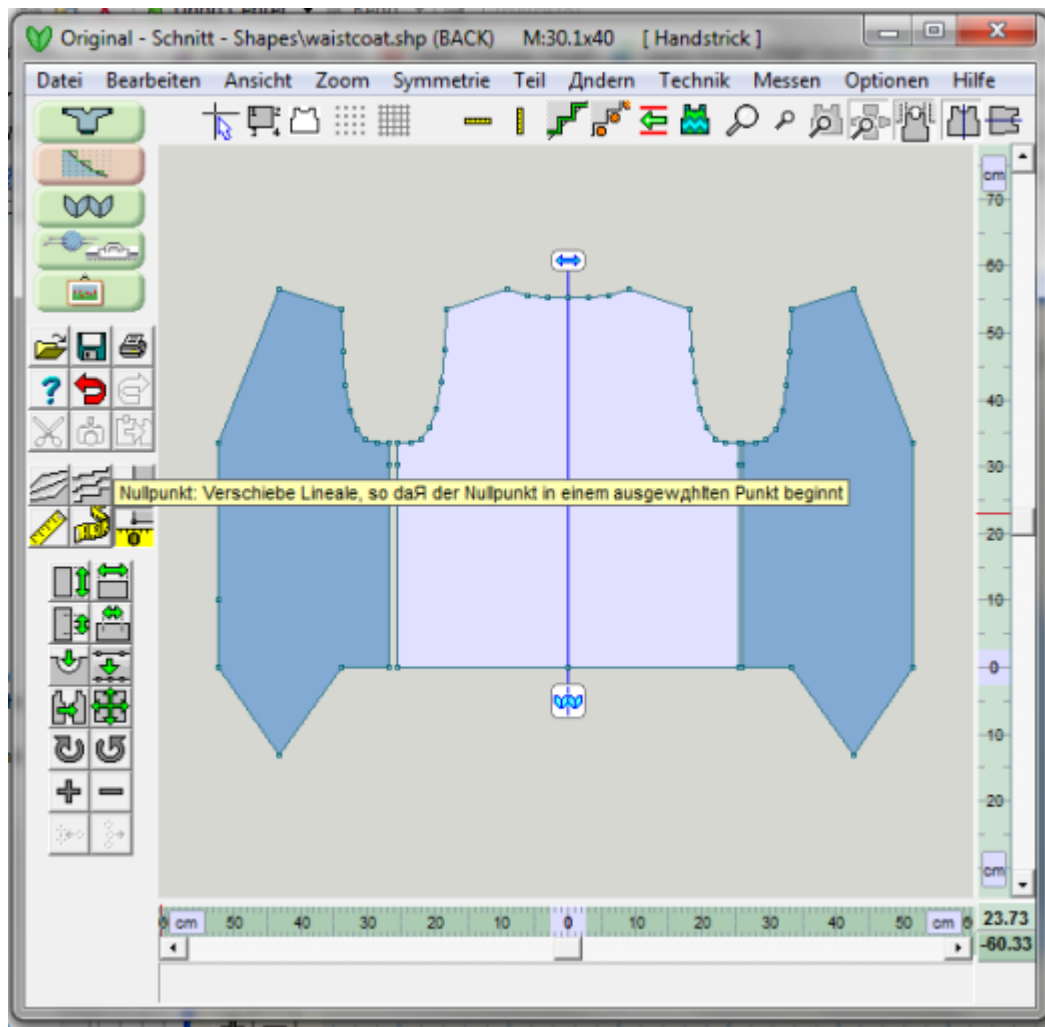 Original - Schnitt - Shapes\waistcoat.shp (BACK) M:30.1x40 [ Handstrick ]
Datei Bearbeiten Ansicht Zoom Symmetrie Teil Дndern Technik Messen Optionen Hilfe
cm
70
60
50
40
30
Nullpunkt: Verschiebe Lineale, so daЯ der Nullpunkt in einem ausgewдhlten Punkt beginnt
20
10
0
10
20
cm
cm 50 40 30 20 10 0 10 20 30 40 50 cm 6 23.73
-60.33